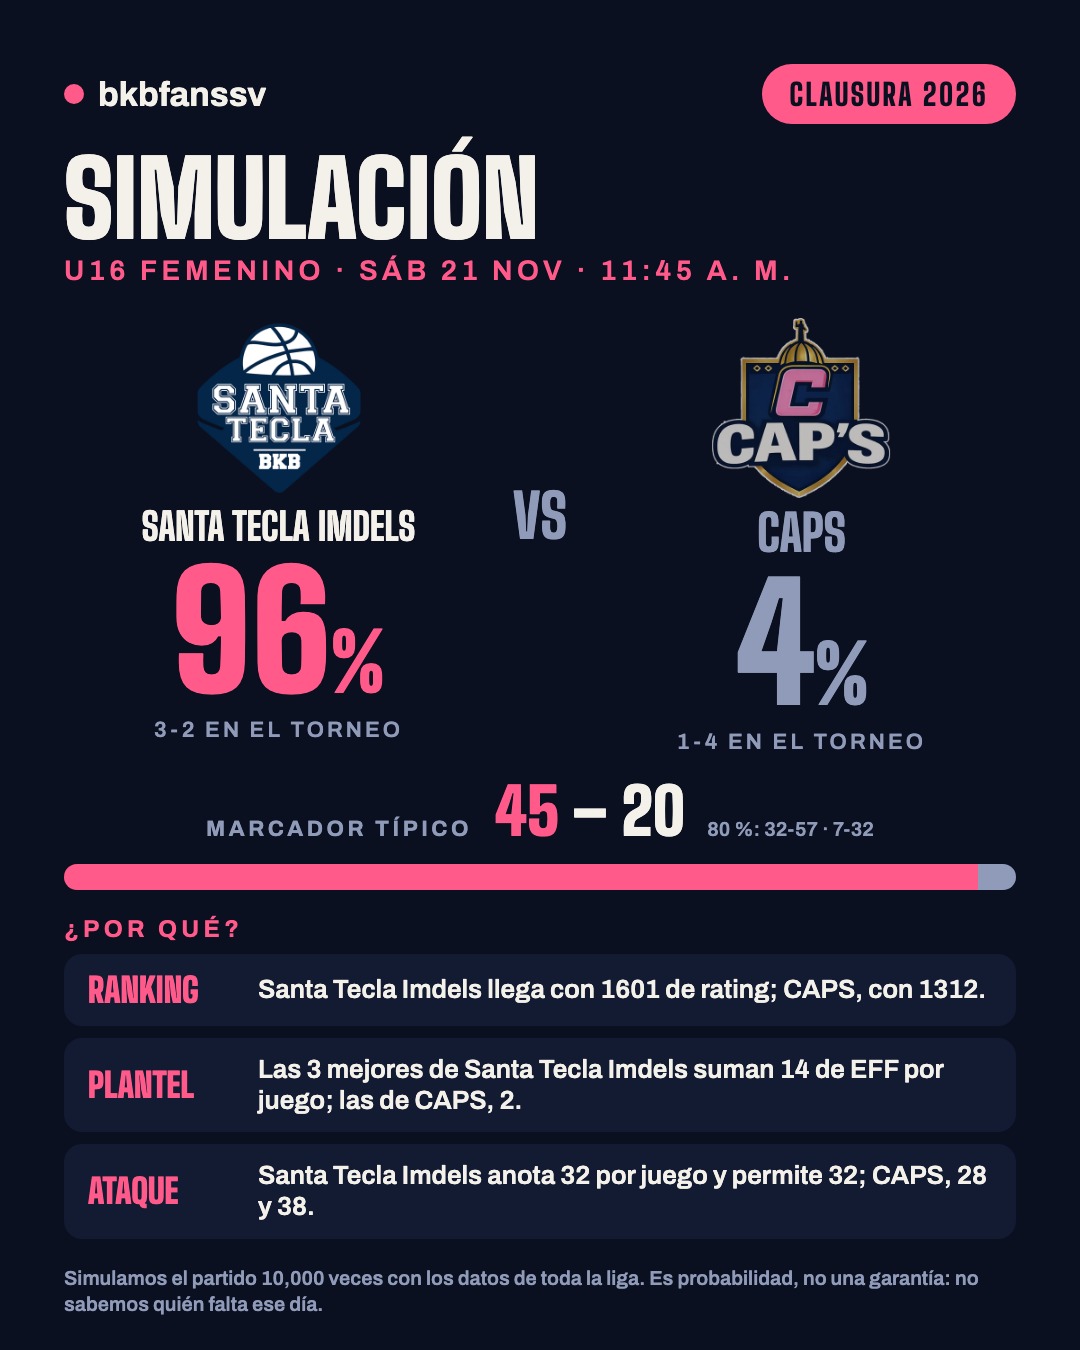 bkbfanssv
CLAUSURA 2026
SIMULACIÓN
U16 FEMENINO · SÁB 21 NOV · 11:45 A. M.
SANTA
TECLA
BKB
C
CAP'S
SANTA TECLA IMDELS
VS
CAPS
96%
4%
3-2 EN EL TORNEO
1-4 EN EL TORNEO
MARCADOR TÍPICO 45 – 20 80 %: 32-57 · 7-32
¿POR QUÉ?
RANKING
Santa Tecla Imdels llega con 1601 de rating; CAPS, con 1312.
PLANTEL
Las 3 mejores de Santa Tecla Imdels suman 14 de EFF por
juego; las de CAPS, 2.
ATAQUE
Santa Tecla Imdels anota 32 por juego y permite 32; CAPS, 28
y 38.
Simulamos el partido 10,000 veces con los datos de toda la liga. Es probabilidad, no una garantía: no
sabemos quién falta ese día.